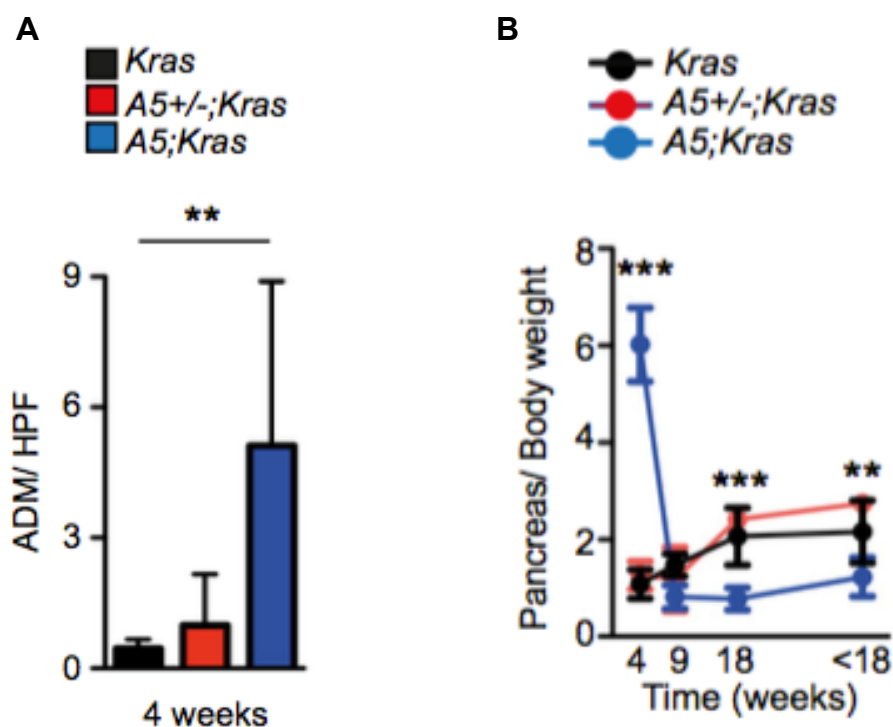 A
Kras
A5+/-;Kras
A5;Kras
**
9
6
3
0
ADM/ HPF
4 weeks
B
Kras
A5+/-;Kras
A5;Kras
8
6
4
2
0
***
***
**
Pancreas/ Body weight
4 9 18 <18
Time (weeks)